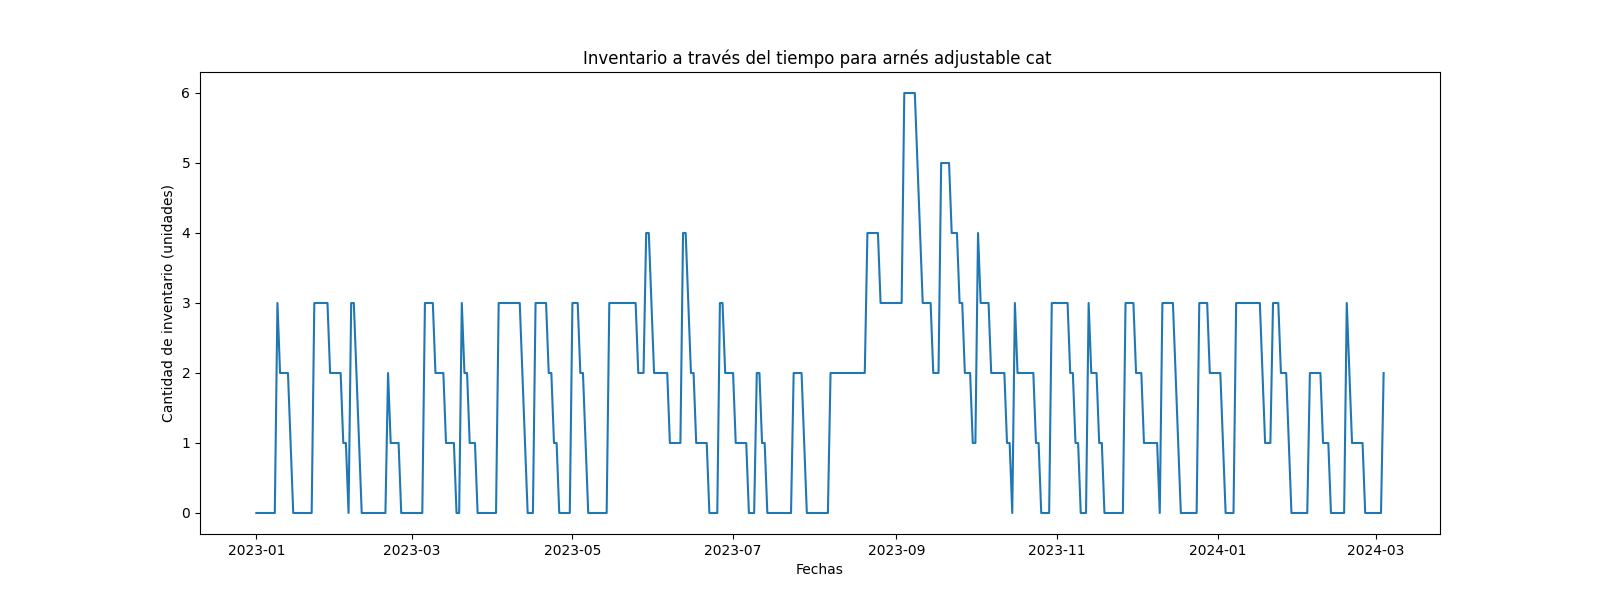 Inventario a través del tiempo para arnés adjustable cat
Cantidad de inventario (unidades)
6
5
4
3
2
1
0
2023-01 2023-03 2023-05 2023-07 2023-09 2023-11 2024-01 2024-03
Fechas